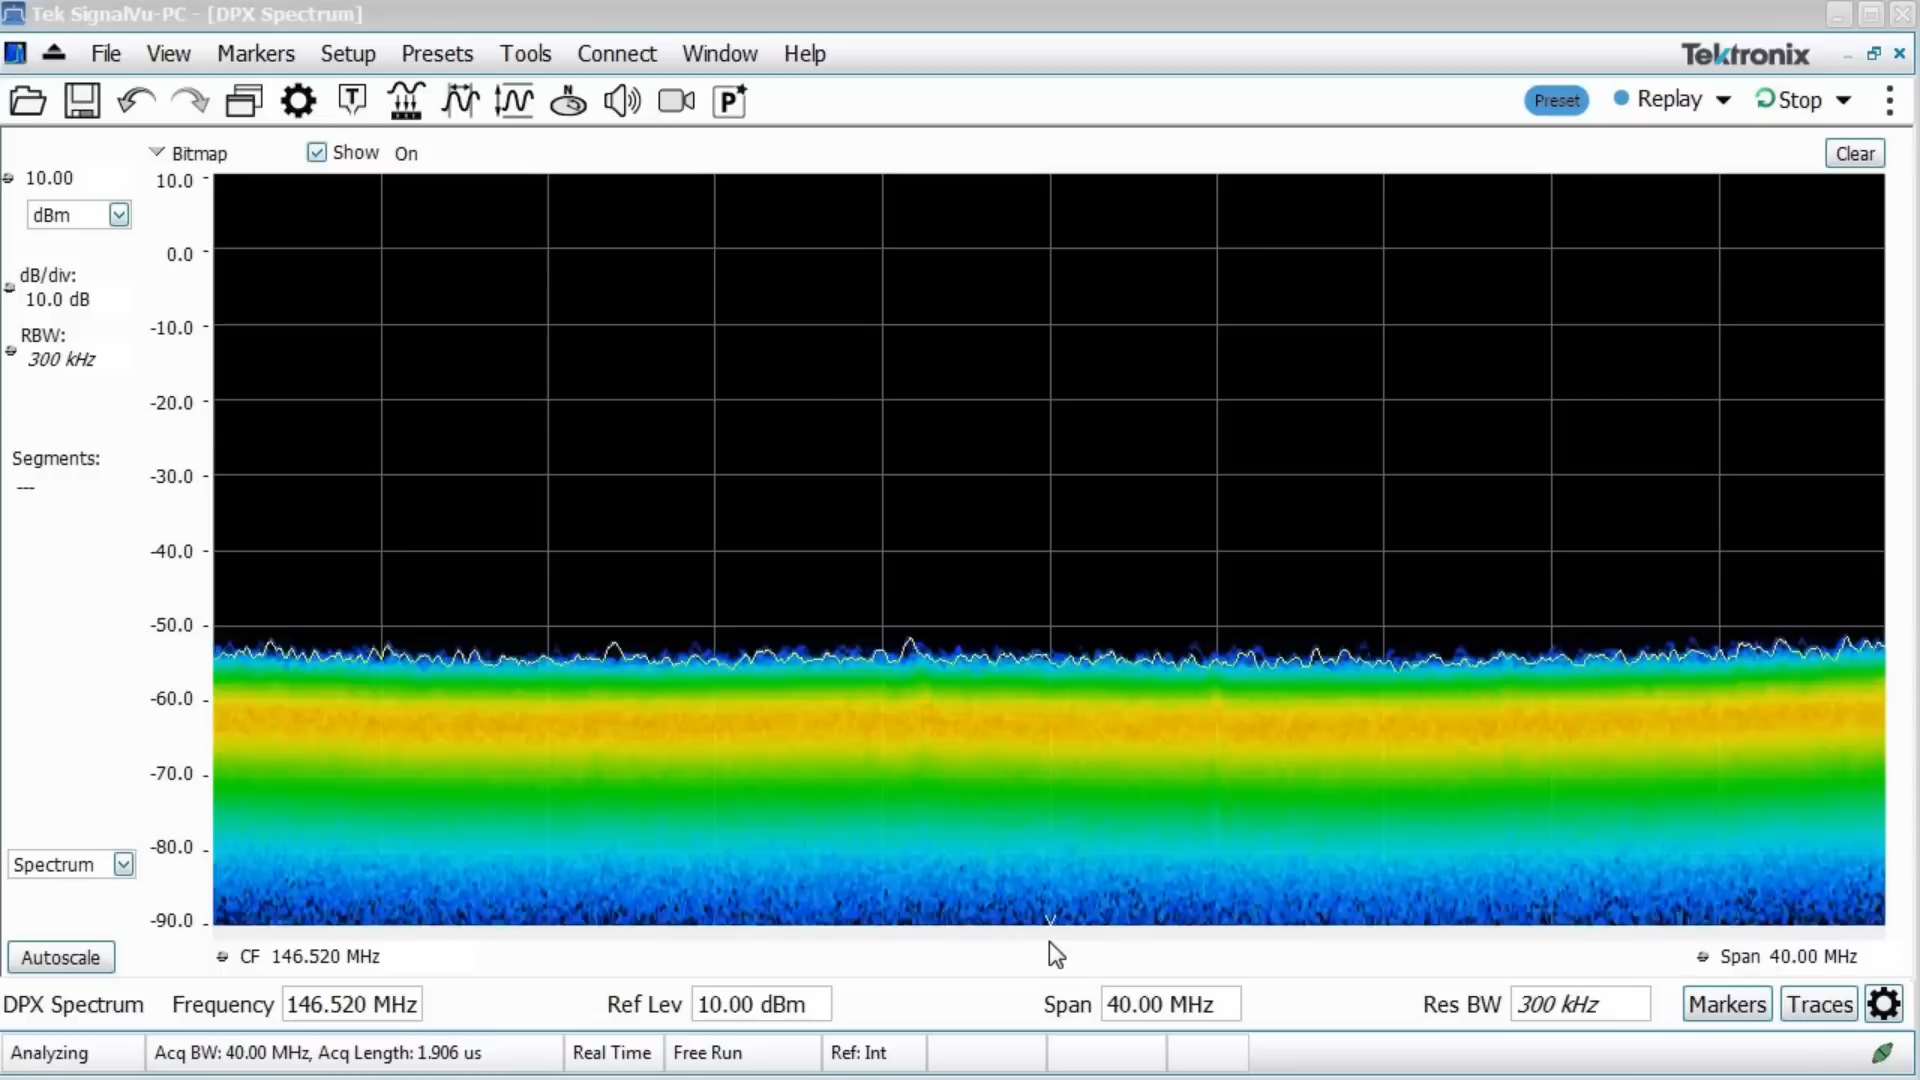 Tek SignalVu-PC - [DPX Spectrum]
File View Markers Setup Presets Tools Connect Window Help Tektronix
T N P Preset Replay Stop
Bitmap Show On Clear
10.00
dBm
dB/div:
10.0 dB
RBW:
300 kHz
Segments:
---
Spectrum
Autoscale
10.0
0.0
-10.0
-20.0
-30.0
-40.0
-50.0
-60.0
-70.0
-80.0
-90.0
CF 146.520 MHz Span 40.00 MHz
DPX Spectrum Frequency 146.520 MHz Ref Lev 10.00 dBm Span 40.00 MHz Res BW 300 kHz Markers Traces
Analyzing Acq BW: 40.00 MHz, Acq Length: 1.906 us Real Time Free Run Ref: Int